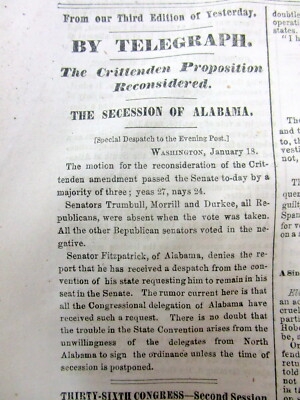 From our Third Edition of Yesterday.
BY TELEGRAPH.
The Crittenden Proposition
Reconsidered.
THE SECESSION OF ALABAMA.
[Special Despatch to the Evening Post.]
WASHINGTON, January 18.
The motion for the reconsideration of the Crit-
tenden amendment passed the Senate to-day by a
majority of three; yeas 27, nays 24.
Senators Trumbull, Morrill and Durkee, all Re-
publicans, were absent when the vote was taken.
All the other Republican senators voted in the ne-
gative.
Senator Fitzpatrick, of Alabama, denies the re-
port that he has received a despatch from the con-
vention of his state requesting him to remain in his
seat in the Senate. The rumor current here is that
all the Congressional delegation of Alabama have
received such a request. There is no doubt that
the trouble in the State Convention arises from the
unwillingness of the delegates from North
Alabama to sign the ordinance unless the time of
secession is postponed.
THIRTY-SIXTH CONGRESS—Second Session